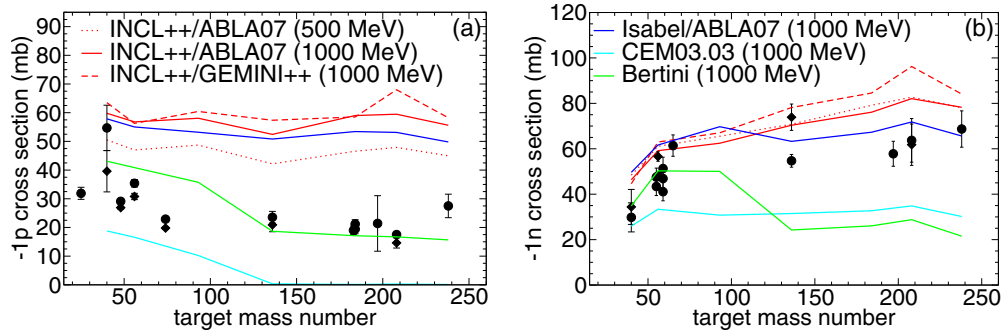 INCL++/ABLA07 (500 MeV) (a)
INCL++/ABLA07 (1000 MeV)
INCL++/GEMINI++ (1000 MeV)
-1p cross section (mb)
0 10 20 30 40 50 60 70 80 90
50 100 150 200 250
target mass number
Isabel/ABLA07 (1000 MeV) (b)
CEM03.03 (1000 MeV)
Bertini (1000 MeV)
-1n cross section (mb)
0 20 40 60 80 100 120
50 100 150 200 250
target mass number